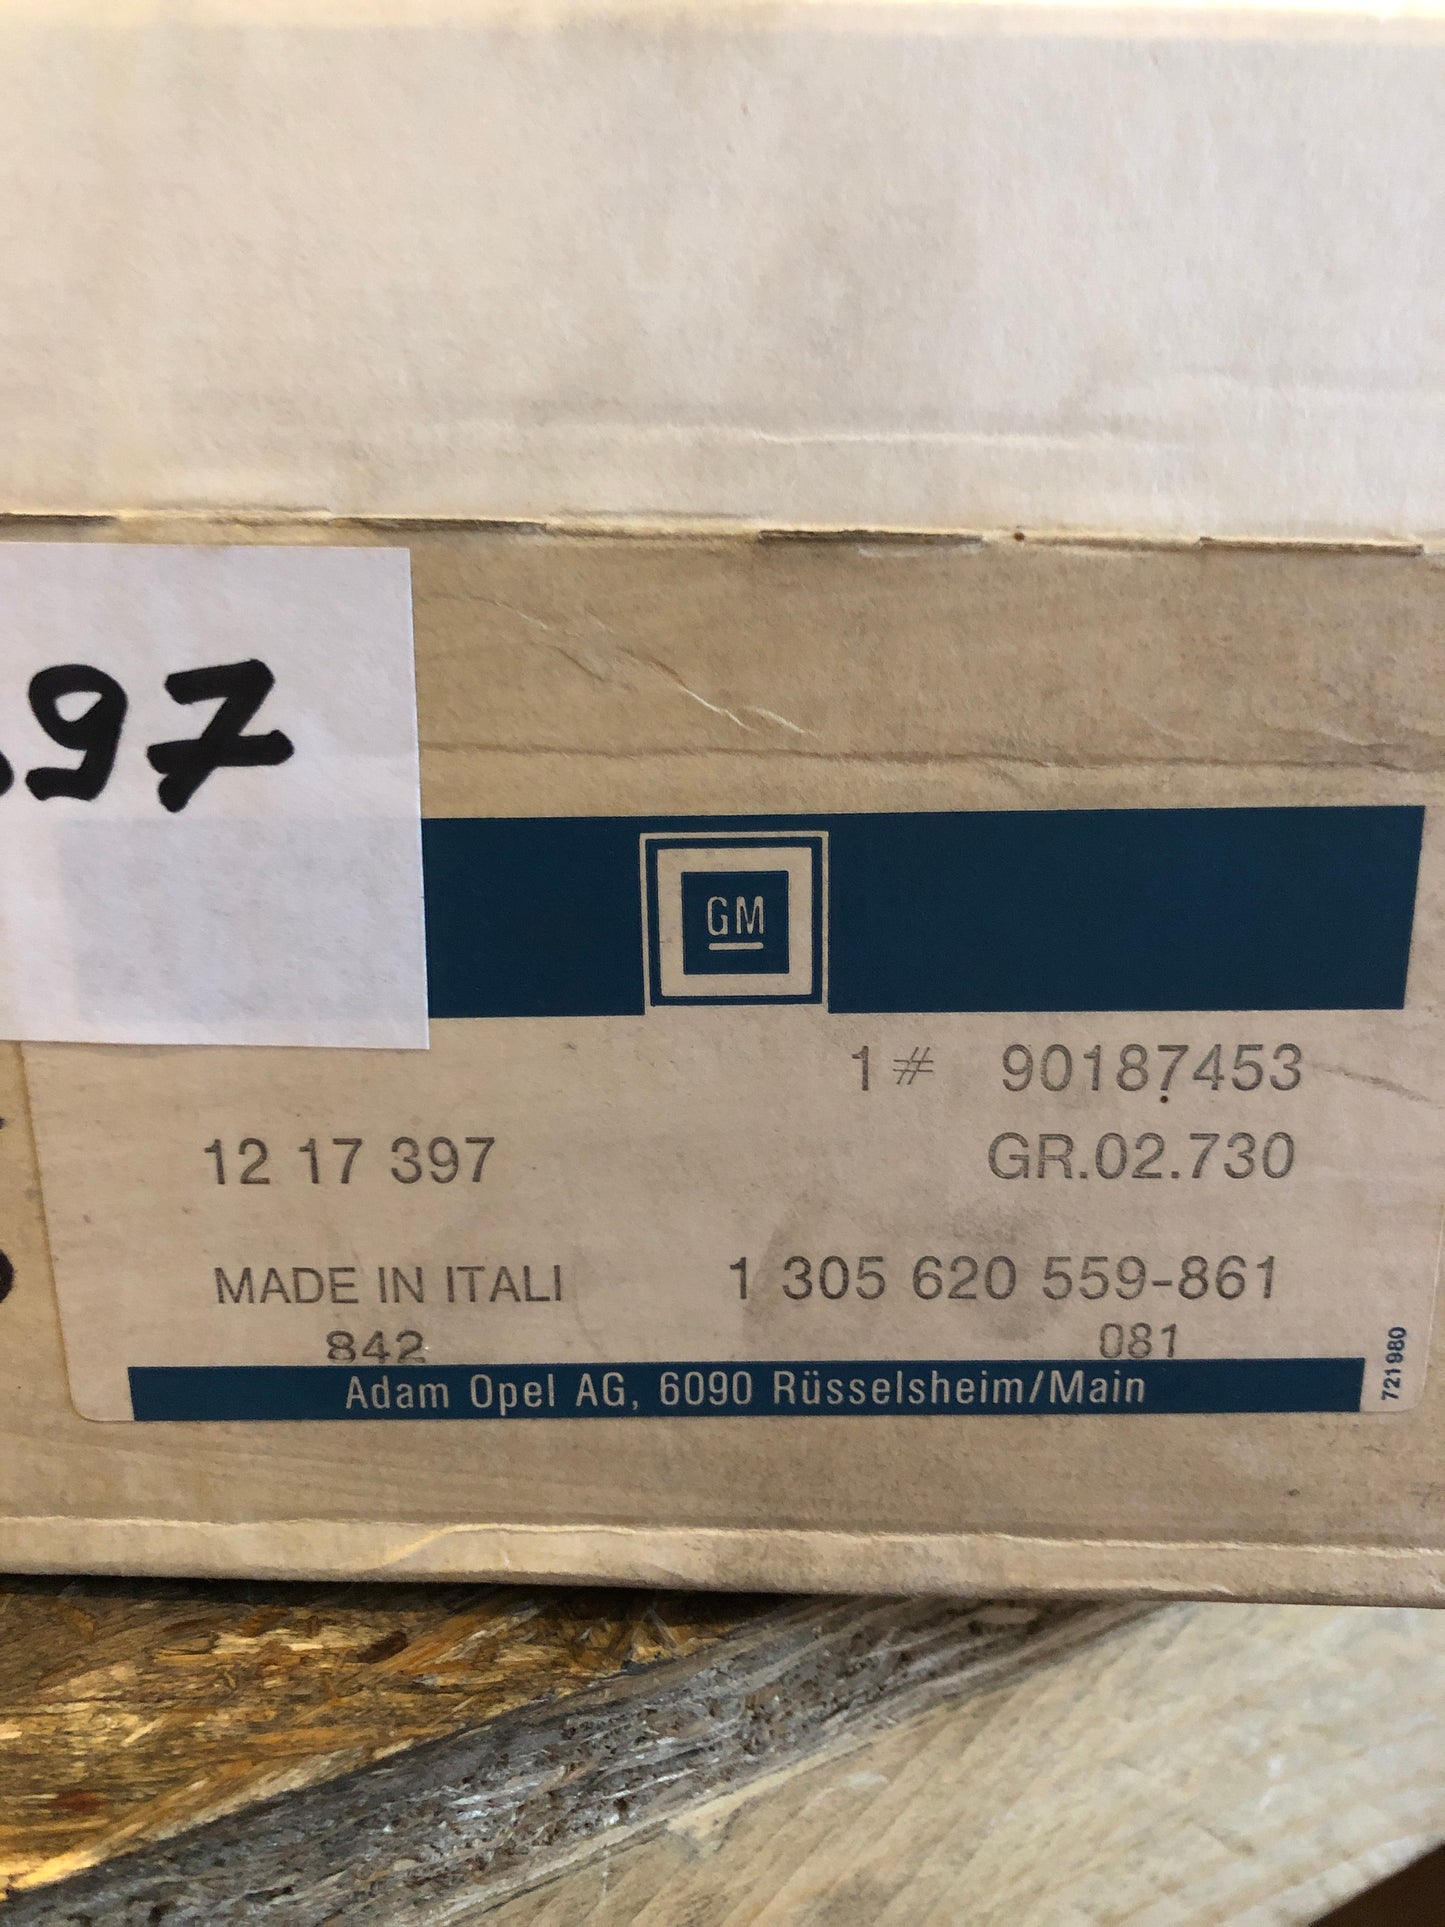 97
GM
1 # 90187453
12 17 397 GR.02.730
MADE IN ITALI 1 305 620 559-861
842 081
Adam Opel AG, 6090 Rüsselsheim/Main
721980